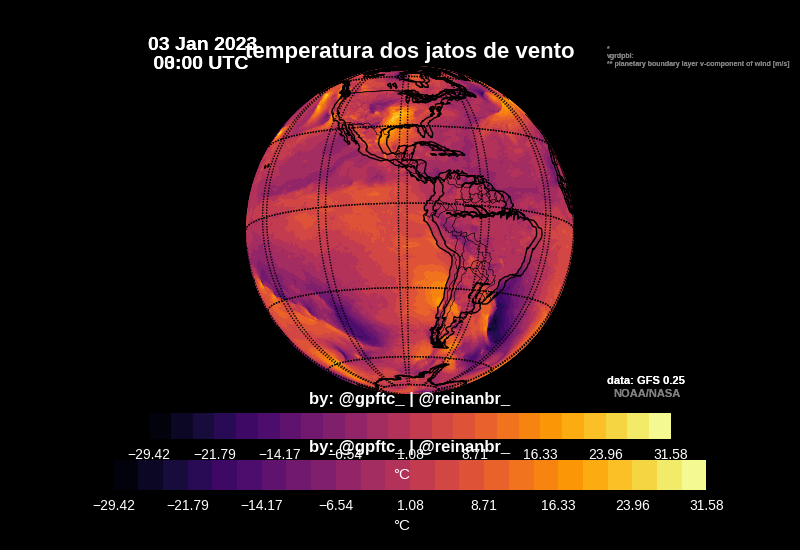 03 Jan 2023
temperatura dos jatos de vento
*
vgrdpbl:
** planetary boundary layer v-component of wind [m/s]
data: GFS 0.25
NOAA/NASA
by: @gpftc_ | @reinanbr_
by: @gpftc_ | @reinanbr_
−29.42 −21.79 −14.17 −6.54 1.08 8.71 16.33 23.96 31.58
°C
−29.42 −21.79 −14.17 −6.54 1.08 8.71 16.33 23.96 31.58
°C